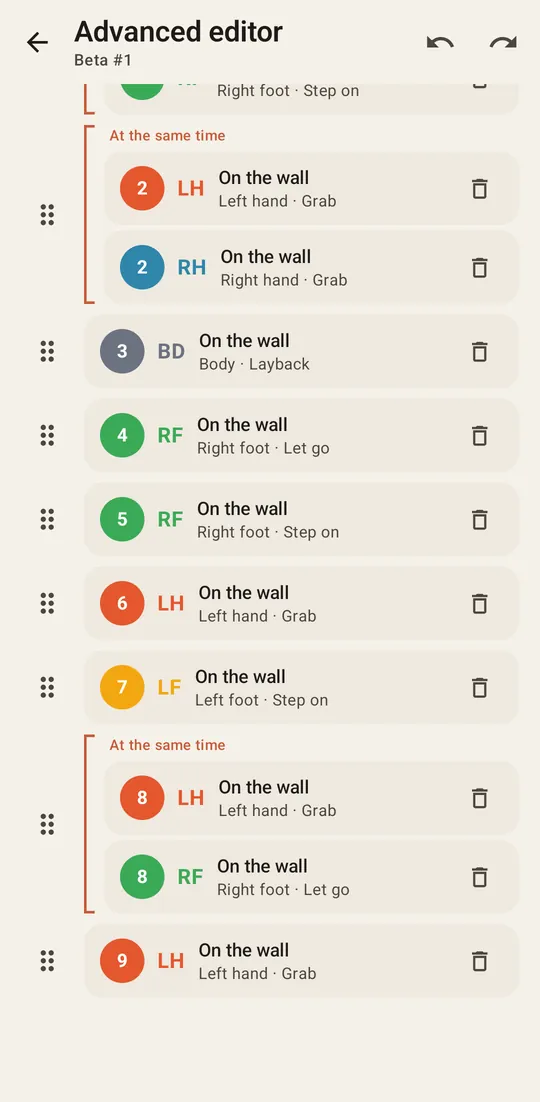 Advanced editor
Beta #1
Right foot · Step on
At the same time
2 LH On the wall
Left hand · Grab
2 RH On the wall
Right hand · Grab
3 BD On the wall
Body · Layback
4 RF On the wall
Right foot · Let go
5 RF On the wall
Right foot · Step on
6 LH On the wall
Left hand · Grab
7 LF On the wall
Left foot · Step on
At the same time
8 LH On the wall
Left hand · Grab
8 RF On the wall
Right foot · Let go
9 LH On the wall
Left hand · Grab